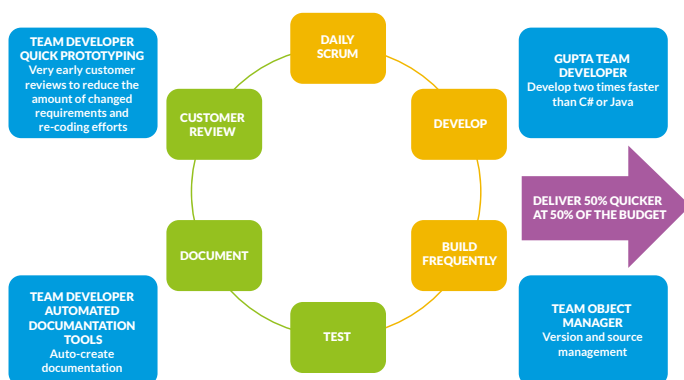 TEAM DEVELOPER
QUICK PROTOTYPING
Very early customer
reviews to reduce the
amount of changed
requirements and
re-coding efforts
DAILY
SCRUM
GUPTA TEAM
DEVELOPER
Develop two times faster
than C# or Java
CUSTOMER
REVIEW
DEVELOP
DELIVER 50% QUICKER
AT 50% OF THE BUDGET
DOCUMENT
BUILD
FREQUENTLY
TEAM DEVELOPER
AUTOMATED
DOCUMANTATION
TOOLS
Auto-create
documentation
TEST
TEAM OBJECT
MANAGER
Version and source
management